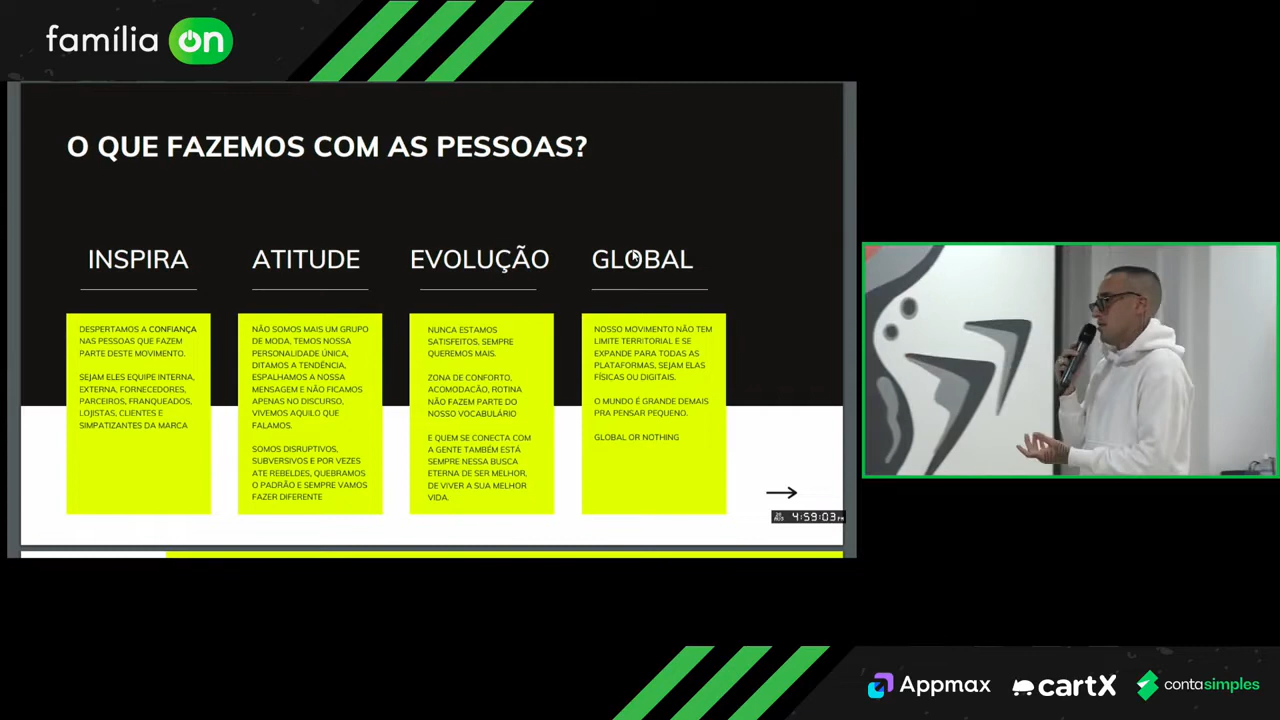 família on
O QUE FAZEMOS COM AS PESSOAS?
INSPIRA
DESPERTAMOS A CONFIANÇA
NAS PESSOAS QUE FAZEM
PARTE DESTE MOVIMENTO.
SEJAM ELES EQUIPE INTERNA,
EXTERNA, FORNECEDORES,
PARCEIROS, FRANQUEADOS,
LOJISTAS, CLIENTES E
SIMPATIZANTES DA MARCA
ATITUDE
NÃO SOMOS MAIS UM GRUPO
DE MODA, TEMOS NOSSA
PERSONALIDADE ÚNICA,
DITAMOS A TENDÊNCIA,
ESPALHAMOS A NOSSA
MENSAGEM E NÃO FICAMOS
APENAS NO DISCURSO,
VIVEMOS AQUILO QUE
FALAMOS.
SOMOS DISRUPTIVOS,
SUBVERSIVOS E POR VEZES
ATE REBELDES, QUEBRAMOS
O PADRÃO E SEMPRE VAMOS
FAZER DIFERENTE
EVOLUÇÃO
NUNCA ESTAMOS
SATISFEITOS, SEMPRE
QUEREMOS MAIS.
ZONA DE CONFORTO,
ACOMODACÃO, ROTINA
NÃO FAZEM PARTE DO
NOSSO VOCABULÁRIO
E QUEM SE CONECTA COM
A GENTE TAMBÉM ESTÁ
SEMPRE NESSA BUSCA
ETERNA DE SER MELHOR,
DE VIVER A SUA MELHOR
VIDA.
GLOBAL
NOSSO MOVIMENTO NÃO TEM
LIMITE TERRITORIAL E SE
EXPANDE PARA TODAS AS
PLATAFORMAS, SEJAM ELAS
FÍSICAS OU DIGITAIS.
O MUNDO É GRANDE DEMAIS
PRA PENSAR PEQUENO.
GLOBAL OR NOTHING
4:59:03
Appmax
cartX
contasimples